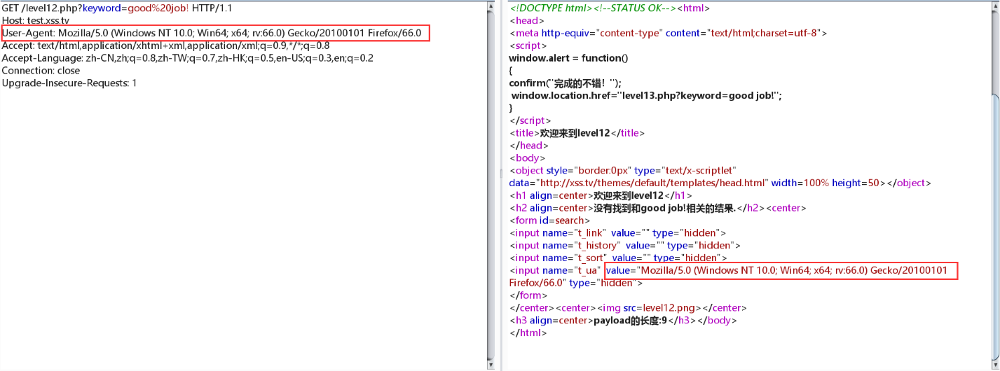 GET /level12.php?keyword=good%20job! HTTP/1.1
Host: test.xss.tv
User-Agent: Mozilla/5.0 (Windows NT 10.0; Win64; x64; rv:66.0) Gecko/20100101 Firefox/66.0
Accept: text/html,application/xhtml+xml,application/xml;q=0.9,*/*;q=0.8
Accept-Language: zh-CN,zh;q=0.8,zh-TW;q=0.7,zh-HK;q=0.5,en-US;q=0.3,en;q=0.2
Connection: close
Upgrade-Insecure-Requests: 1
<!DOCTYPE html><!--STATUS OK--><html>
<head>
<meta http-equiv="content-type" content="text/html;charset=utf-8">
<script>
window.alert = function()
{
confirm("完成的不错！");
 window.location.href="level13.php?keyword=good job!";
}
</script>
<title>欢迎来到level12</title>
</head>
<body>
<object style="border:0px" type="text/x-scriptlet"
data="http://xss.tv/themes/default/templates/head.html" width=100% height=50></object>
<h1 align=center>欢迎来到level12</h1>
<h2 align=center>没有找到和good job!相关的结果.</h2><center>
<form id=search>
<input name="t_link"  value="" type="hidden">
<input name="t_history"  value="" type="hidden">
<input name="t_sort"  value="" type="hidden">
<input name="t_ua"  value="Mozilla/5.0 (Windows NT 10.0; Win64; x64; rv:66.0) Gecko/20100101
Firefox/66.0" type="hidden">
</form>
</center><center><img src=level12.png></center>
<h3 align=center>payload的长度:9</h3></body>
</html>